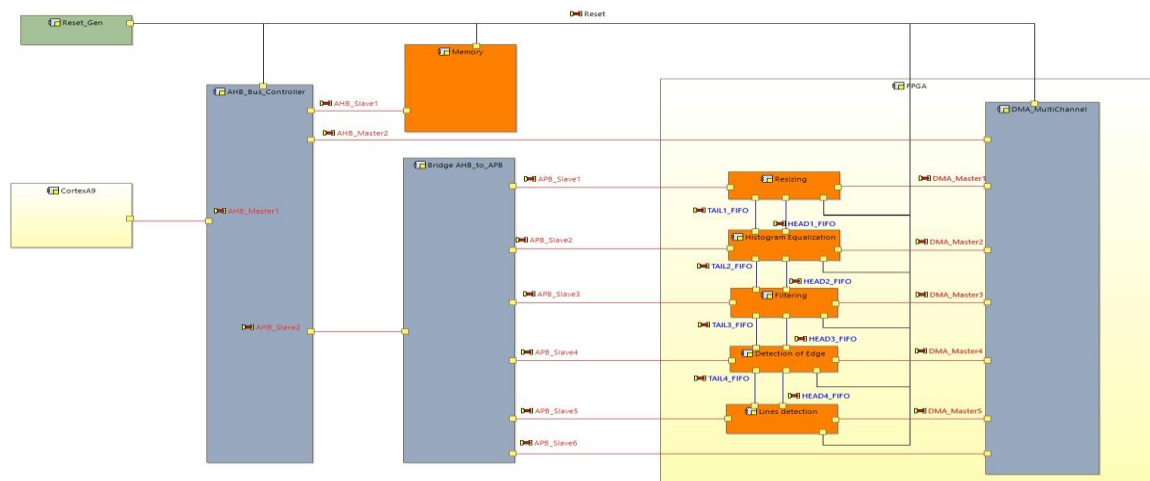 Reset
Reset_Gen
Memory
AHB_Bus_Controller
FPGA
AHB_Slave1
DMA_MultiChannel
AHB_Master2
Bridge AHB_to_APB
APB_Slave1
Resizing
DMA_Master1
CortexA9
AHB_Master1
TAIL1_FIFO
HEAD1_FIFO
APB_Slave2
Histogram Equalization
DMA_Master2
TAIL2_FIFO
HEAD2_FIFO
APB_Slave3
Filtering
DMA_Master3
AHB_Slave2
TAIL3_FIFO
HEAD3_FIFO
APB_Slave4
Detection of Edge
DMA_Master4
TAIL4_FIFO
HEAD4_FIFO
APB_Slave5
Lines detection
DMA_Master5
APB_Slave6